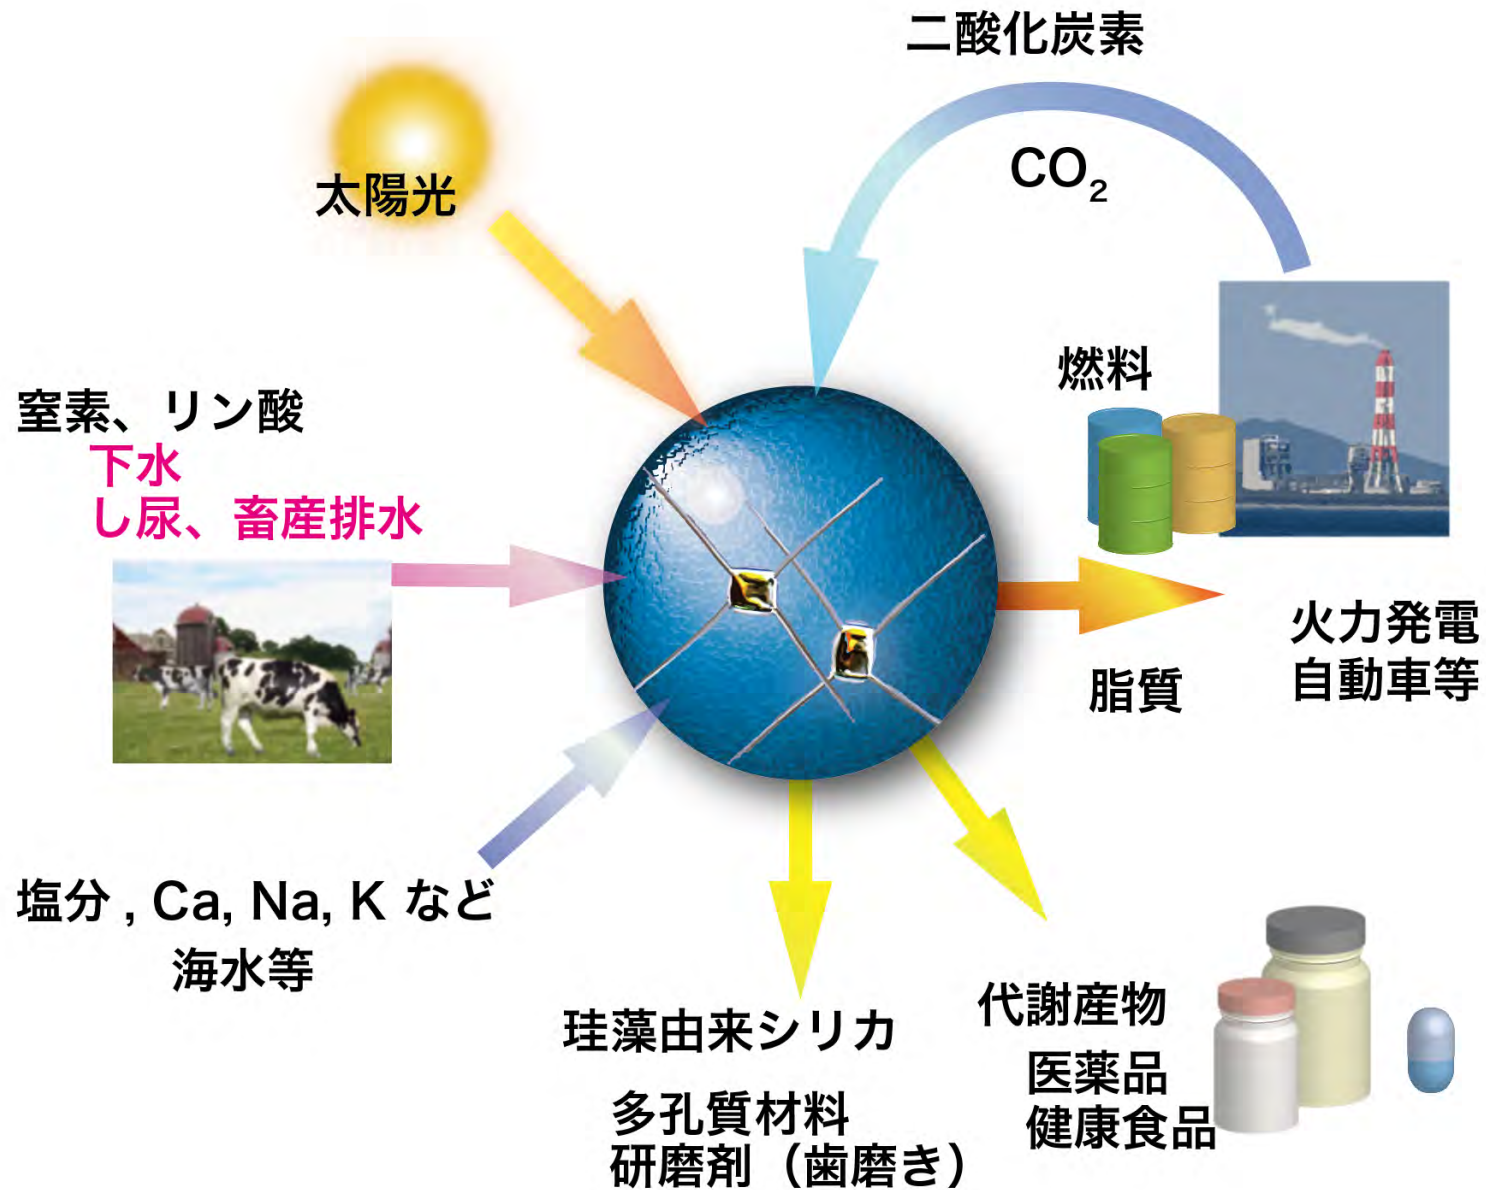 二酸化炭素
CO₂
太陽光
燃料
窒素、リン酸
下水
し尿、畜産排水
火力発電
自動車等
脂質
塩分 , Ca, Na, K など
海水等
珪藻由来シリカ
多孔質材料
研磨剤（歯磨き）
代謝産物
医薬品
健康食品